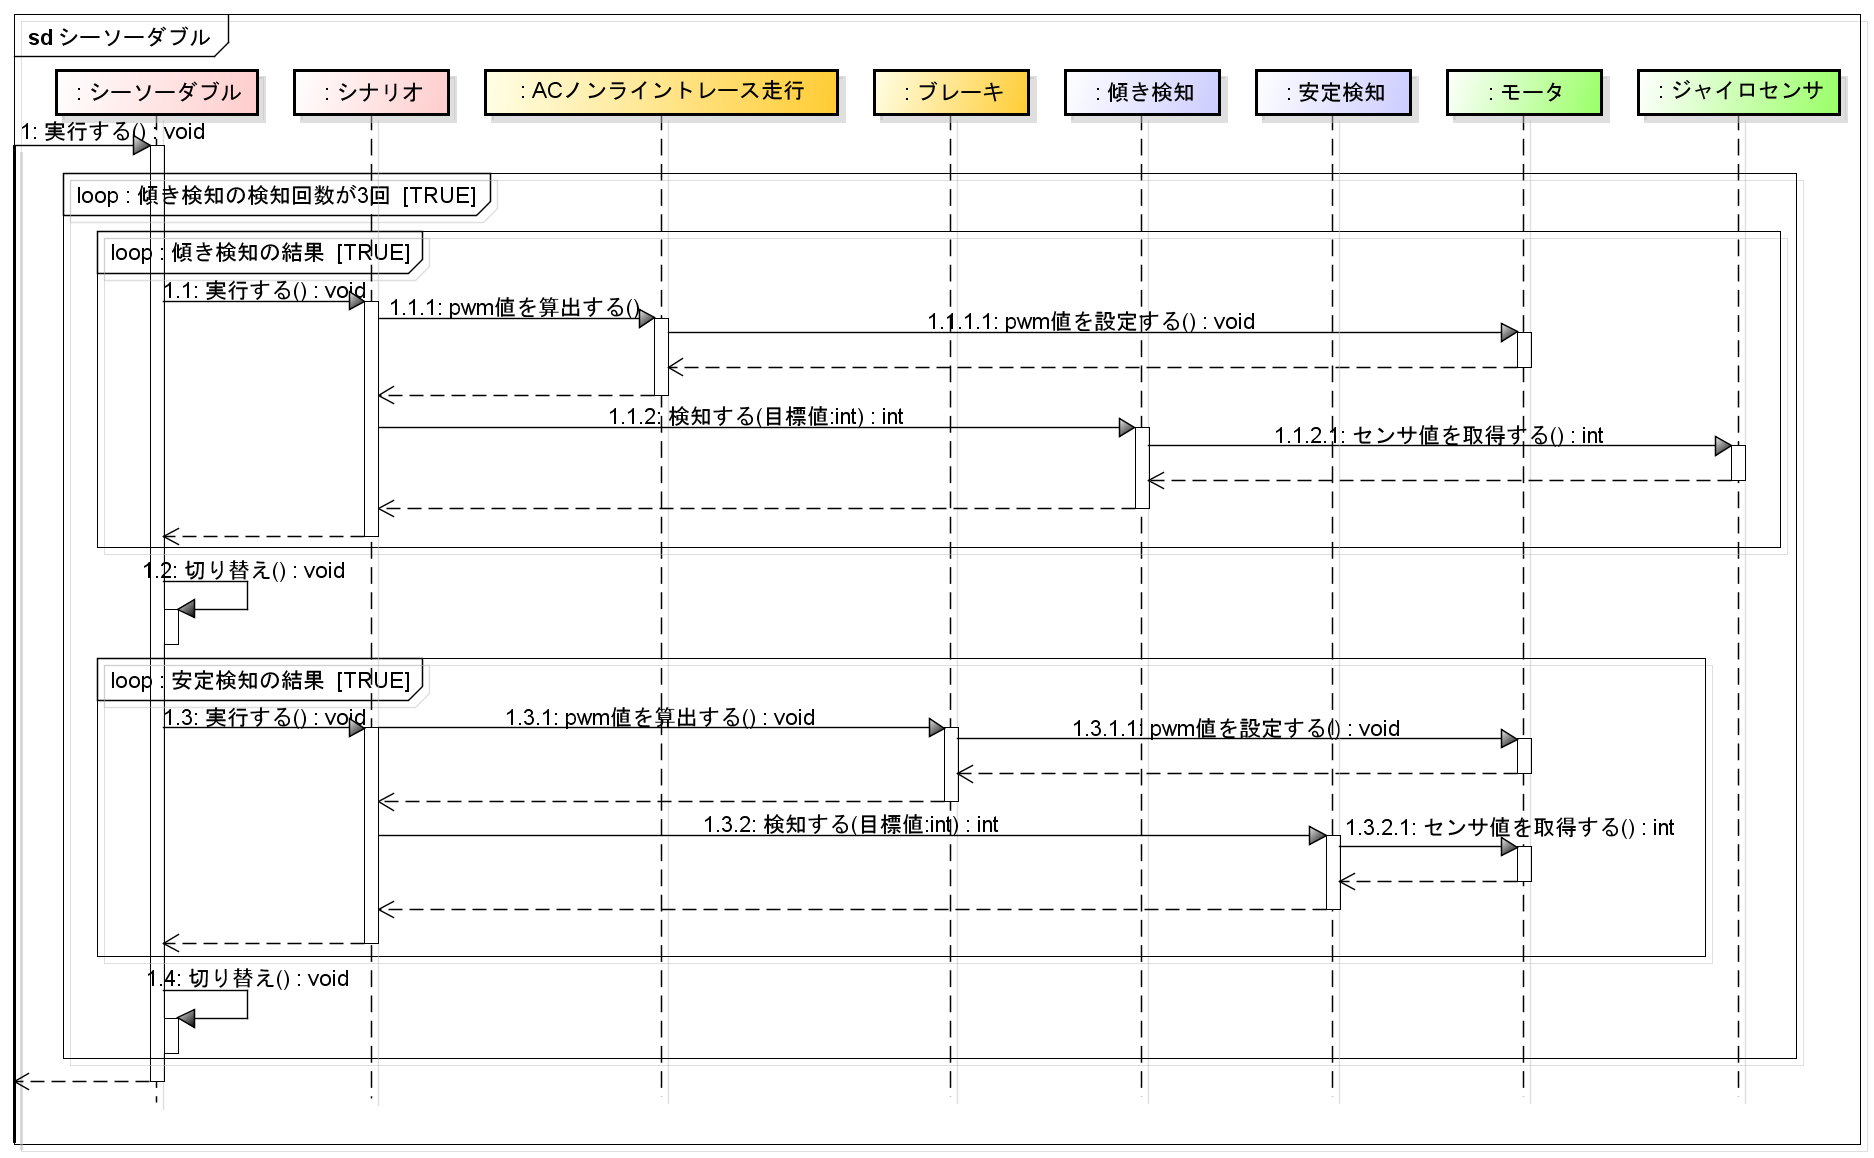 sd シーソーダブル
: シーソーダブル
: シナリオ
: ACノンライントレース走行
: ブレーキ
: 傾き検知
: 安定検知
: モータ
: ジャイロセンサ
1: 実行する() : void
loop : 傾き検知の検知回数が3回 [TRUE]
loop : 傾き検知の結果 [TRUE]
1.1: 実行する() : void
1.1.1: pwm値を算出する()
1.1.1.1: pwm値を設定する() : void
1.1.2: 検知する(目標値:int) : int
1.1.2.1: センサ値を取得する() : int
1.2: 切り替え() : void
loop : 安定検知の結果 [TRUE]
1.3: 実行する() : void
1.3.1: pwm値を算出する() : void
1.3.1.1: pwm値を設定する() : void
1.3.2: 検知する(目標値:int) : int
1.3.2.1: センサ値を取得する() : int
1.4: 切り替え() : void